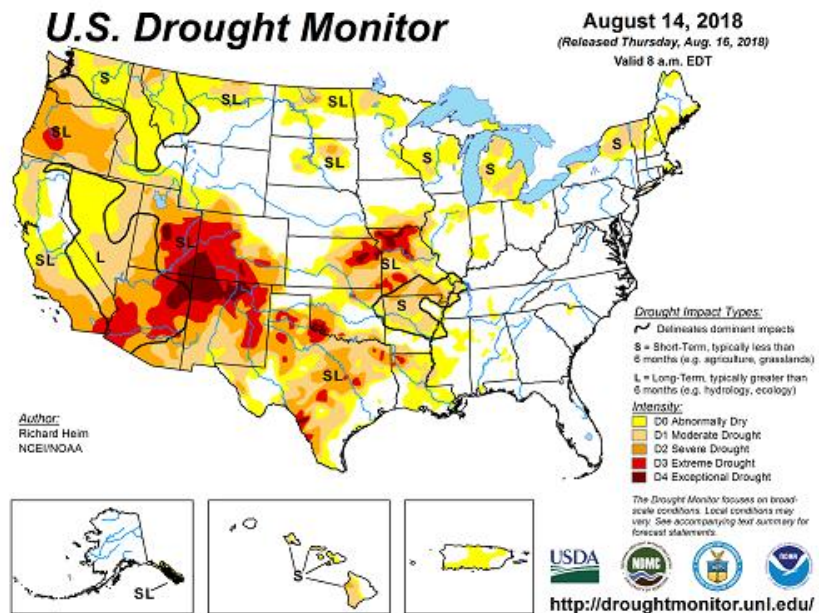 U.S. Drought Monitor
August 14, 2018
(Released Thursday, Aug. 16, 2018)
Valid 8 a.m. EDT
S
SL
SL
SL
SL
S
S
S
SL
SL
L
SL
S
SL
Drought Impact Types:
Delineates dominant impacts
S = Short-Term, typically less than
6 months (e.g. agriculture, grasslands)
L = Long-Term, typically greater than
6 months (e.g. hydrology, ecology)
Intensity:
D0 Abnormally Dry
D1 Moderate Drought
D2 Severe Drought
D3 Extreme Drought
D4 Exceptional Drought
Author:
Richard Heim
NCEI/NOAA
The Drought Monitor focuses on broad-
scale conditions. Local conditions may
vary. See accompanying text summary for
forecast statements.
SL
S
USDA
NDMC
NOAA
http://droughtmonitor.unl.edu/